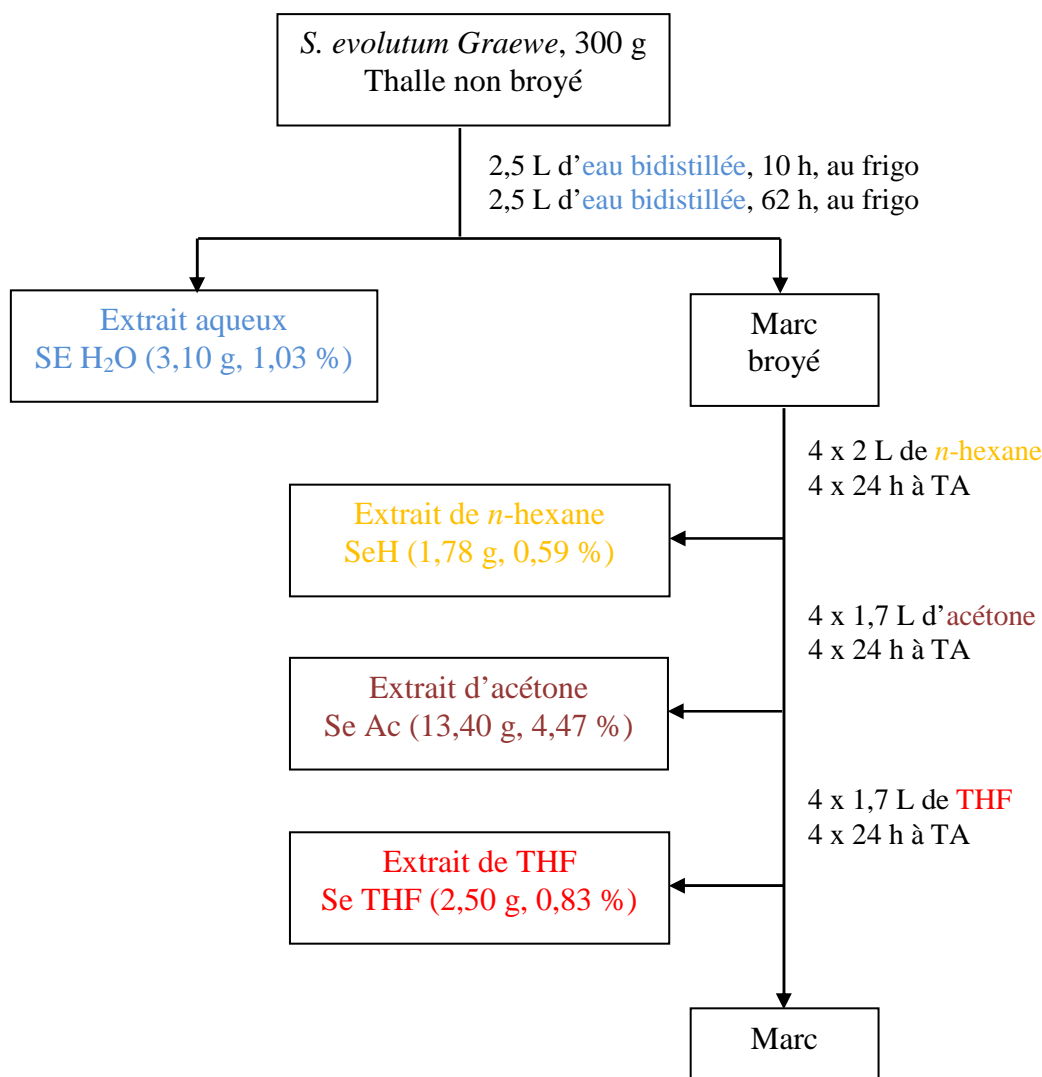 S. evolutum Graewe, 300 g
Thalle non broyé
2,5 L d’eau bidistillée, 10 h, au frigo
2,5 L d’eau bidistillée, 62 h, au frigo
Extrait aqueux
SE H₂O (3,10 g, 1,03 %)
Marc
broyé
4 x 2 L de n-hexane
4 x 24 h à TA
Extrait de n-hexane
SeH (1,78 g, 0,59 %)
4 x 1,7 L d’acétone
4 x 24 h à TA
Extrait d’acétone
Se Ac (13,40 g, 4,47 %)
4 x 1,7 L de THF
4 x 24 h à TA
Extrait de THF
Se THF (2,50 g, 0,83 %)
Marc